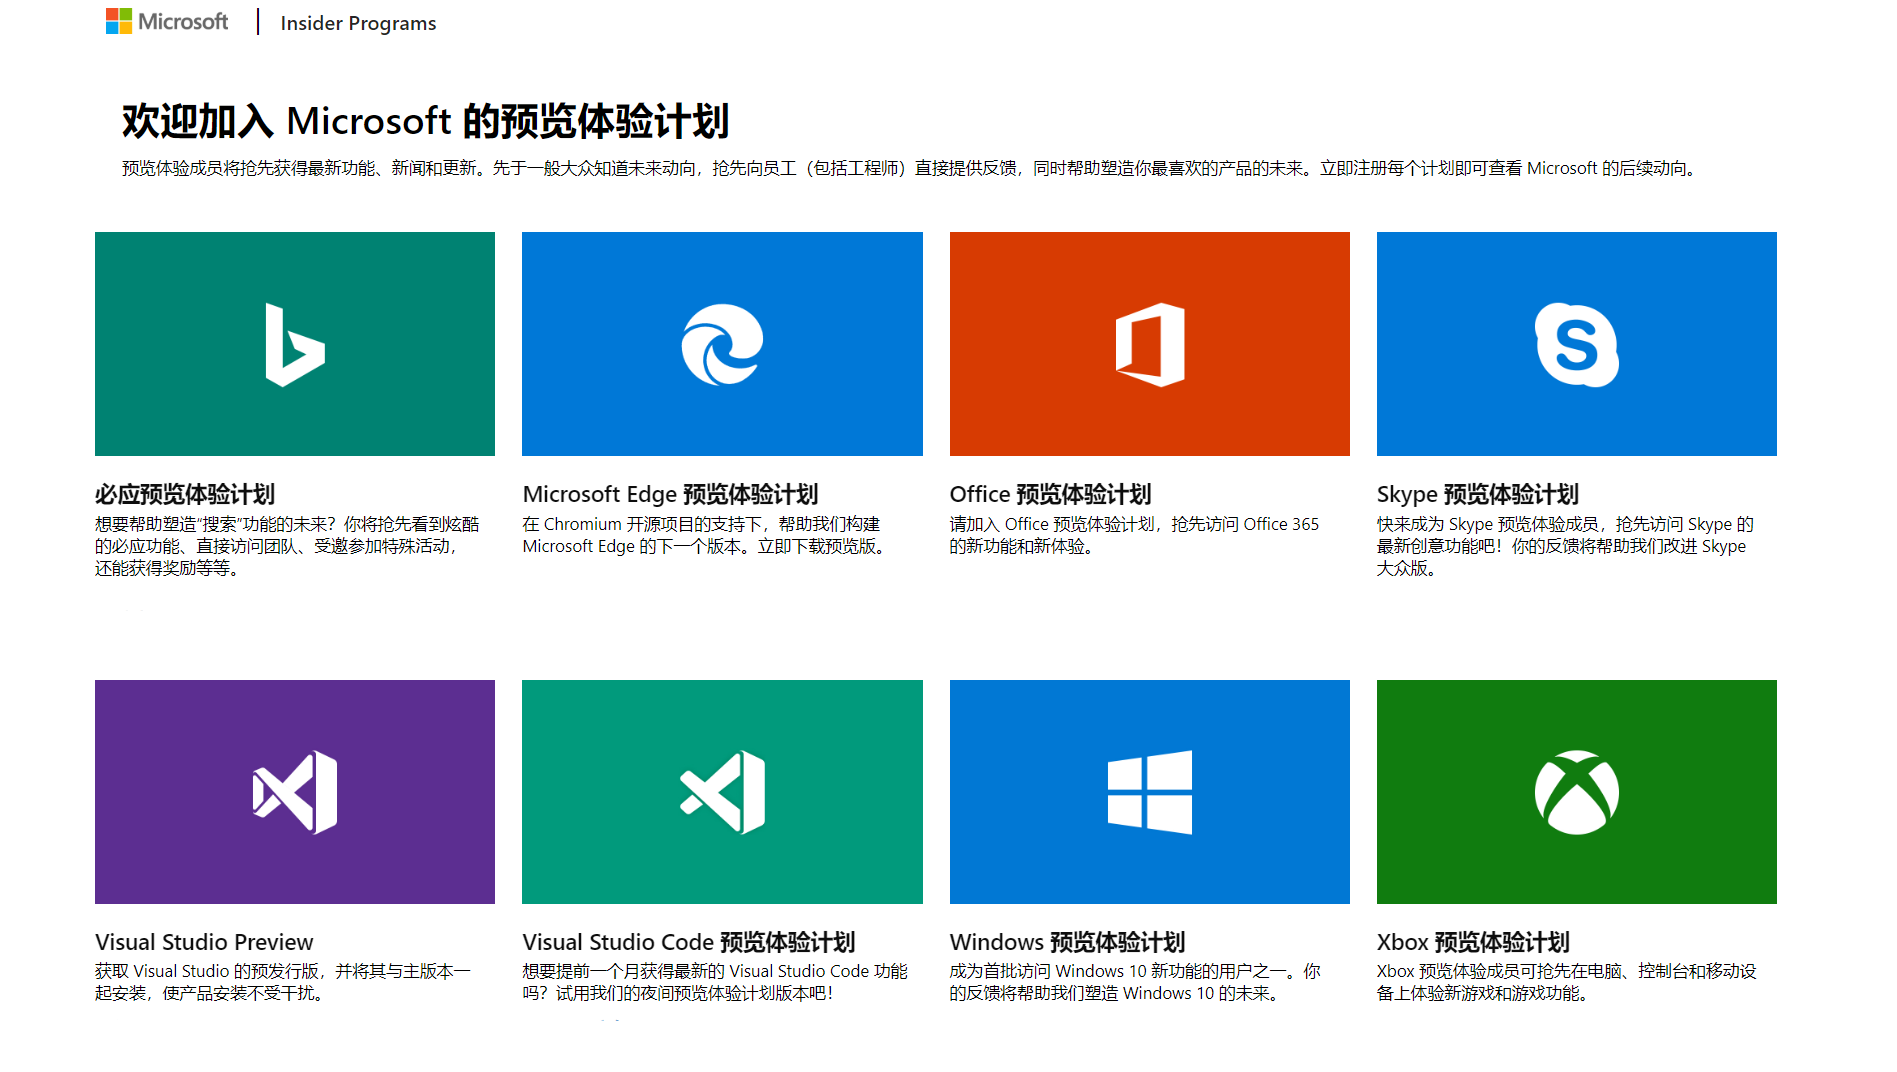 Microsoft | Insider Programs
欢迎加入 Microsoft 的预览体验计划
预览体验成员将抢先获得最新功能、新闻和更新。先于一般大众知道未来动向，抢先向员工（包括工程师）直接提供反馈，同时帮助塑造你最喜欢的产品的未来。立即注册每个计划即可查看 Microsoft 的后续动向。
必应预览体验计划
想要帮助塑造“搜索”功能的未来？你将抢先看到炫酷
的必应功能、直接访问团队、受邀参加特殊活动，
还能获得奖励等等。
Microsoft Edge 预览体验计划
在 Chromium 开源项目的支持下，帮助我们构建
Microsoft Edge 的下一个版本。立即下载预览版。
Office 预览体验计划
请加入 Office 预览体验计划，抢先访问 Office 365
的新功能和新体验。
Skype 预览体验计划
快来成为 Skype 预览体验成员，抢先访问 Skype 的
最新创意功能吧！你的反馈将帮助我们改进 Skype
大众版。
Visual Studio Preview
获取 Visual Studio 的预发行版，并将其与主版本一
起安装，使产品安装不受干扰。
Visual Studio Code 预览体验计划
想要提前一个月获得最新的 Visual Studio Code 功能
吗？试用我们的夜间预览体验计划版本吧！
Windows 预览体验计划
成为首批访问 Windows 10 新功能的用户之一。你
的反馈将帮助我们塑造 Windows 10 的未来。
Xbox 预览体验计划
Xbox 预览体验成员可抢先在电脑、控制台和移动设
备上体验新游戏和游戏功能。